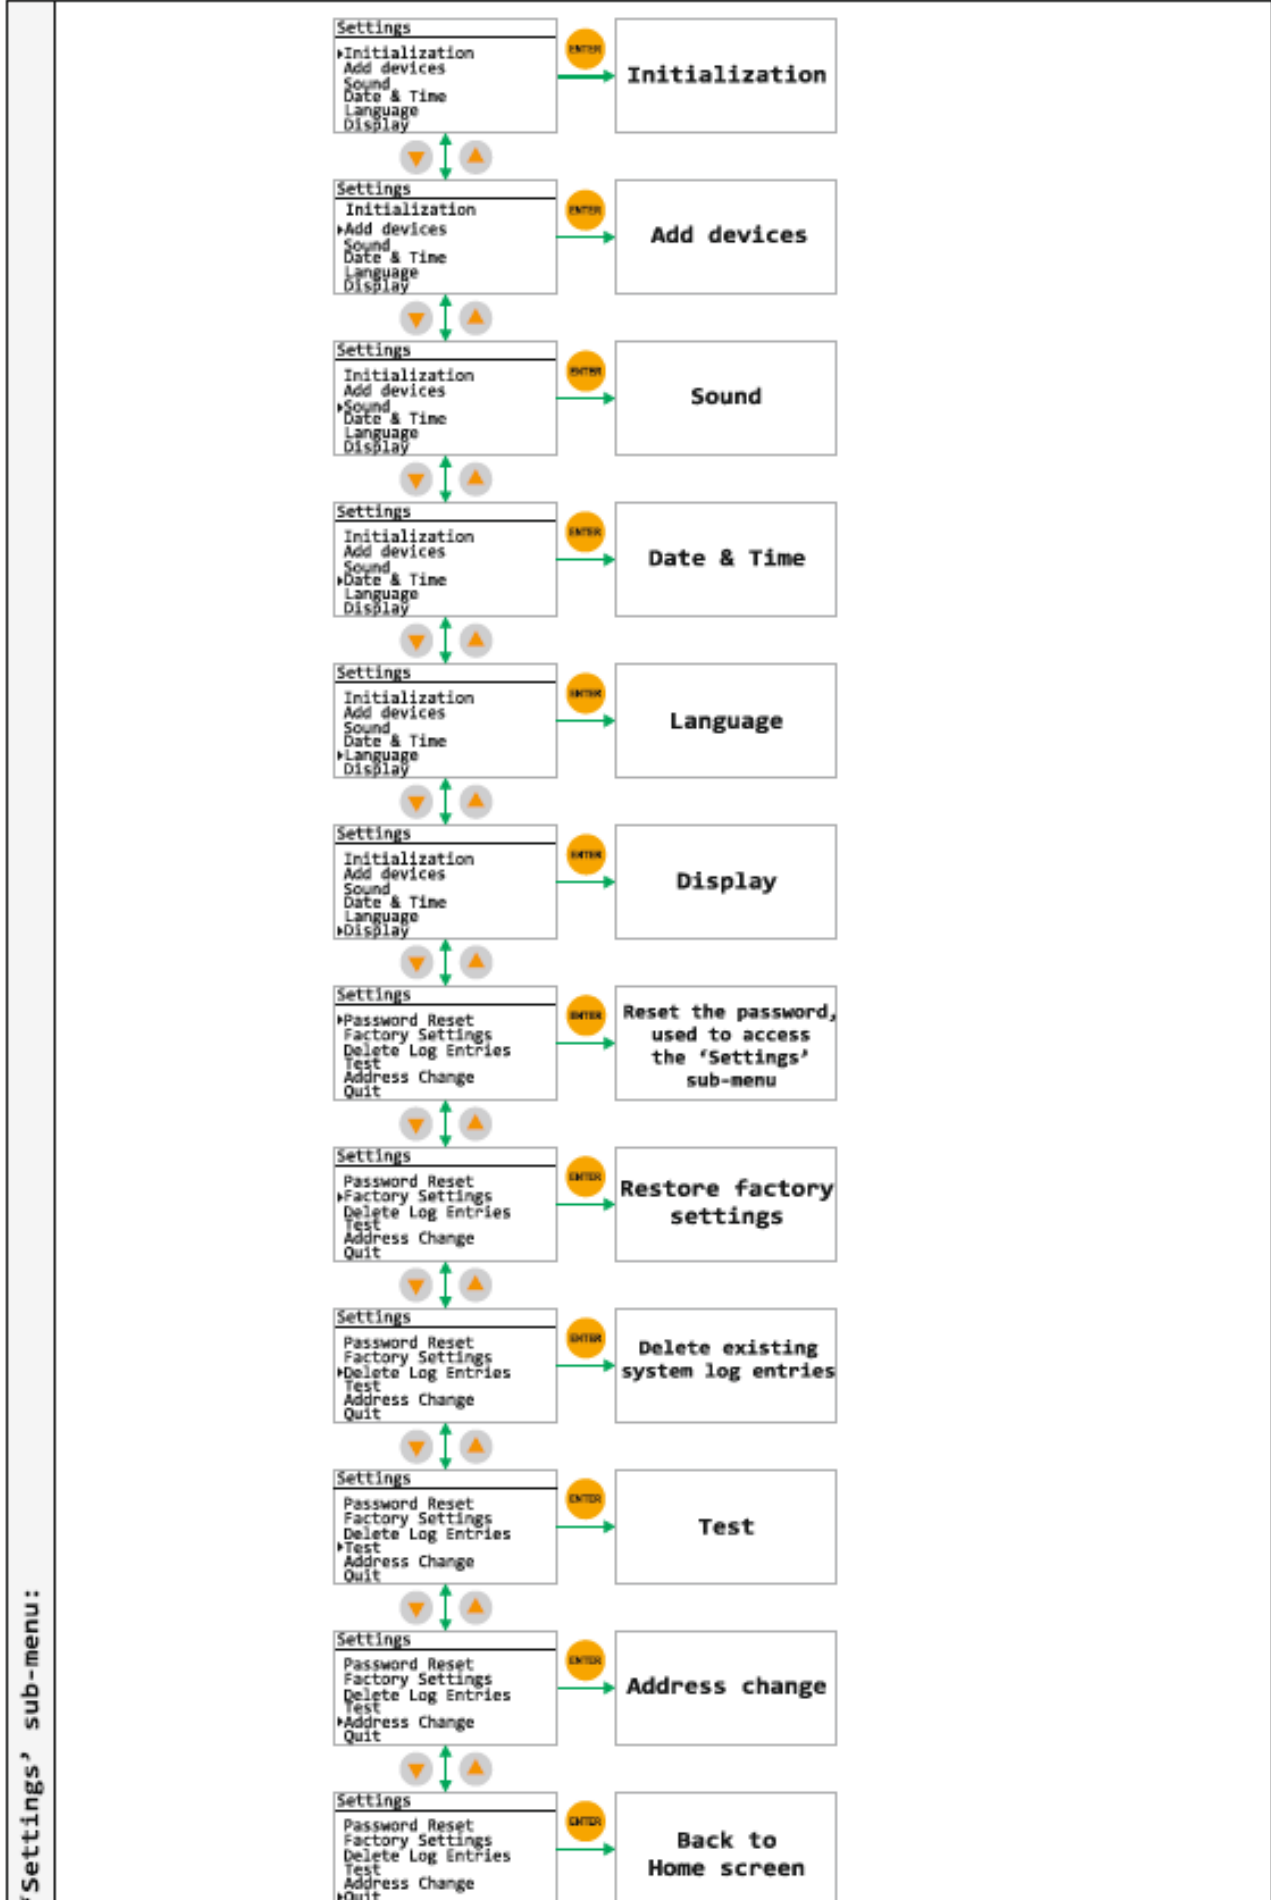 Settings
▸Initialization
Add devices
Sound
Date & Time
Language
Display
ENTER
Initialization
Settings
Initialization
▸Add devices
Sound
Date & Time
Language
Display
ENTER
Add devices
Settings
Initialization
Add devices
▸Sound
Date & Time
Language
Display
ENTER
Sound
Settings
Initialization
Add devices
Sound
▸Date & Time
Language
Display
ENTER
Date & Time
Settings
Initialization
Add devices
Sound
Date & Time
▸Language
Display
ENTER
Language
Settings
Initialization
Add devices
Sound
Date & Time
Language
▸Display
ENTER
Display
Settings
▸Password Reset
Factory Settings
Delete Log Entries
Test
Address Change
Quit
ENTER
Reset the password,
used to access
the ‘Settings’
sub-menu
Settings
Password Reset
▸Factory Settings
Delete Log Entries
Test
Address Change
Quit
ENTER
Restore factory
settings
Settings
Password Reset
Factory Settings
▸Delete Log Entries
Test
Address Change
Quit
ENTER
Delete existing
system log entries
Settings
Password Reset
Factory Settings
Delete Log Entries
▸Test
Address Change
Quit
ENTER
Test
Settings
Password Reset
Factory Settings
Delete Log Entries
Test
▸Address Change
Quit
ENTER
Address change
Settings
Password Reset
Factory Settings
Delete Log Entries
Test
Address Change
▸Quit
ENTER
Back to
Home screen
‘Settings’ sub-menu: